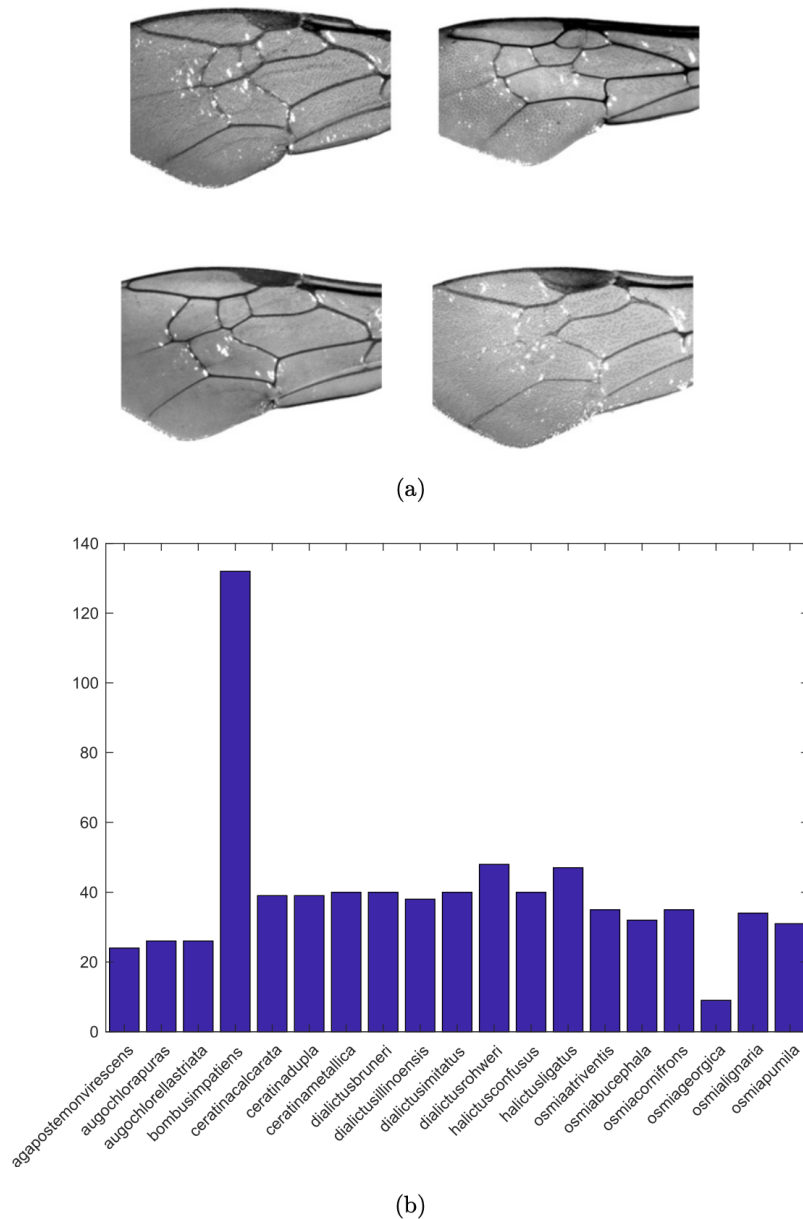 (a)
140
120
100
80
60
40
20
0
agapostemonvirescens
augochlorapuras
augochlorellastriata
bombusimpatiens
ceratinacalcarata
ceratinadupla
ceratinametallica
dialictusbruneri
dialictusillinoensis
dialictusimitatus
dialictusrohweri
halictusconfusus
halictusligatus
osmiaatriventis
osmiabucephala
osmiacornifrons
osmiageorgica
osmialignaria
osmiapumila
(b)